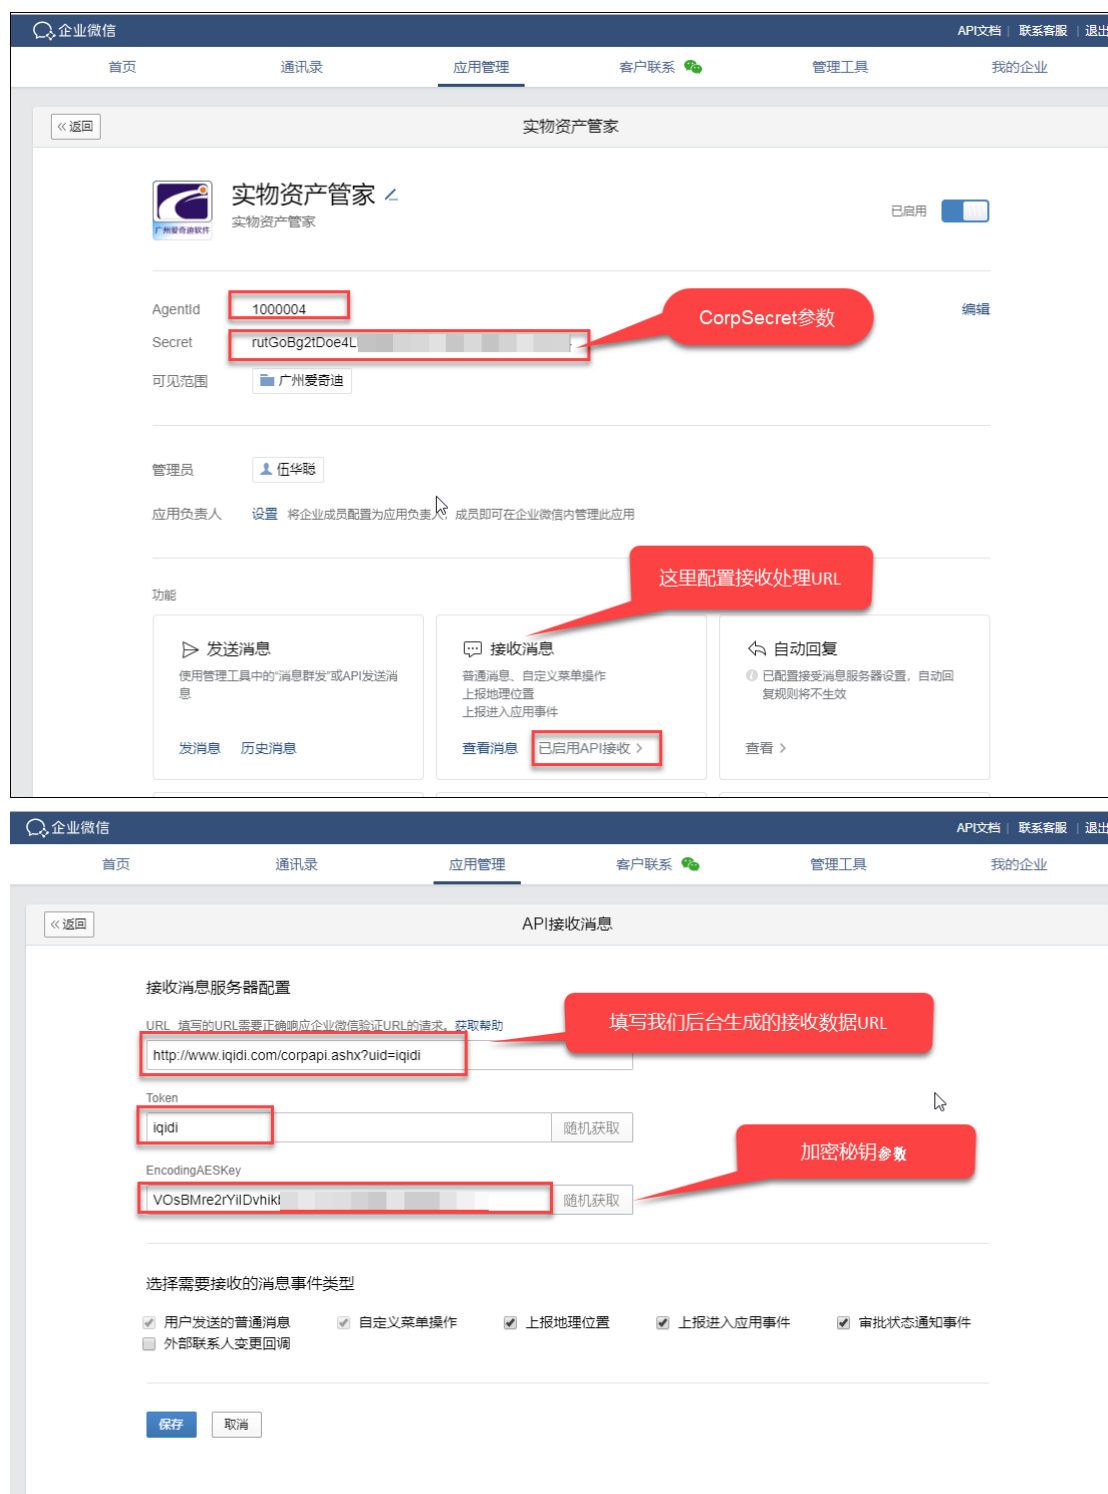 企业微信
API文档 | 联系客服 | 退出
首页 通讯录 应用管理 客户联系 管理工具 我的企业
《返回 实物资产管家
实物资产管家
实物资产管家
广州爱奇迪软件
已启用
AgentId 1000004 编辑
CorpSecret参数
Secret rutGoBg2tDoe4L
可见范围 广州爱奇迪
管理员 伍华聪
应用负责人 设置 将企业成员配置为应用负责人，成员即可在企业微信内管理此应用
这里配置接收处理URL
功能
发送消息
使用管理工具中的“消息群发”或API发送消
息
发消息 历史消息
接收消息
普通消息、自定义菜单操作
上报地理位置
上报进入应用事件
查看消息 已启用API接收 >
自动回复
已配置接受消息服务器设置，自动回
复规则将不生效
查看 >
企业微信
API文档 | 联系客服 | 退出
首页 通讯录 应用管理 客户联系 管理工具 我的企业
《返回 API接收消息
接收消息服务器配置
填写我们后台生成的接收数据URL
URL 填写的URL需要正确响应企业微信验证URL的请求。获取帮助
http://www.iqidi.com/corpapi.ashx?uid=iqidi
Token
iqidi 随机获取
加密秘钥参数
EncodingAESKey
VOsBMre2rYiIDvhikl 随机获取
选择需要接收的消息事件类型
用户发送的普通消息 自定义菜单操作 上报地理位置 上报进入应用事件 审批状态通知事件
外部联系人变更回调
保存 取消